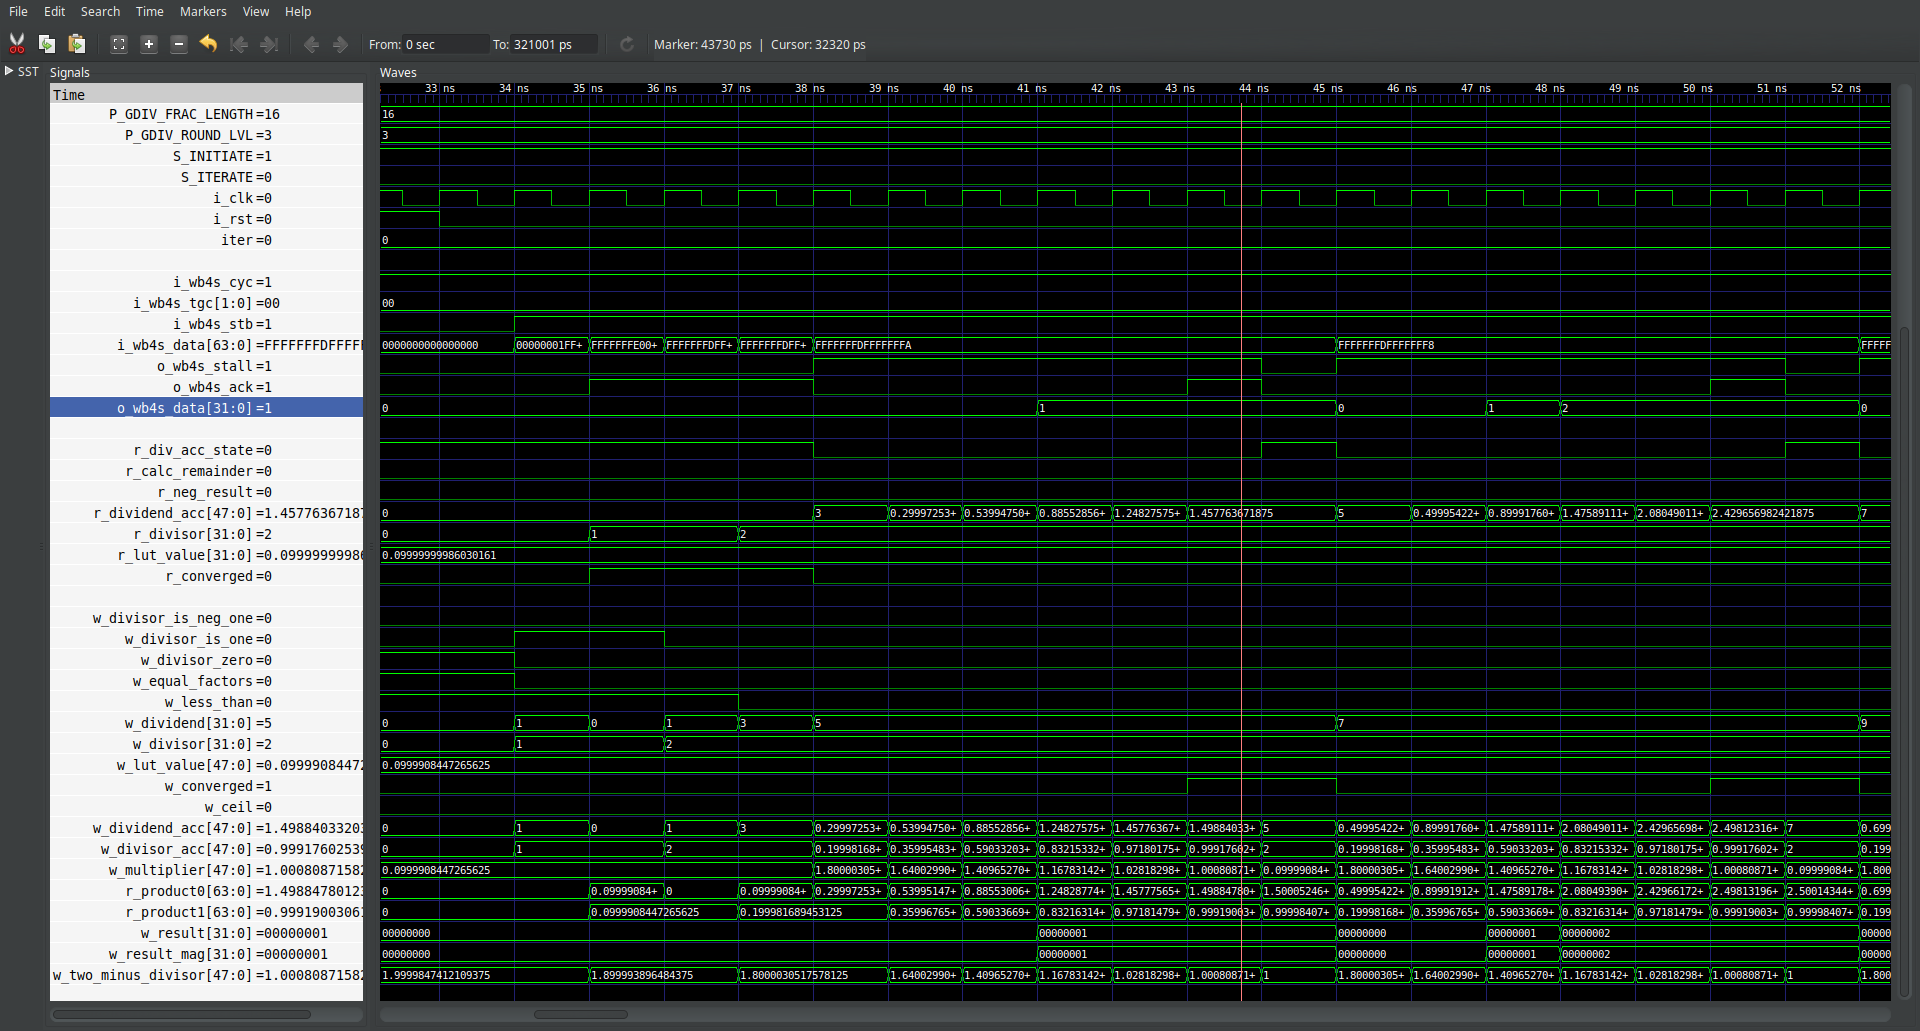 File Edit Search Time Markers View Help
From: 0 sec To: 321001 ps Marker: 43730 ps | Cursor: 32320 ps
SST Signals Waves
Time 33 ns 34 ns 35 ns 36 ns 37 ns 38 ns 39 ns 40 ns 41 ns 42 ns 43 ns 44 ns 45 ns 46 ns 47 ns 48 ns 49 ns 50 ns 51 ns 52 ns
P_GDIV_FRAC_LENGTH=16 16
P_GDIV_ROUND_LVL=3 3
S_INITIATE=1
S_ITERATE=0
i_clk=0
i_rst=0
iter=0 0
i_wb4s_cyc=1
i_wb4s_tgc[1:0]=00 00
i_wb4s_stb=1
i_wb4s_data[63:0]=FFFFFFFDFFFFF 0000000000000000 00000001FF+ FFFFFFFE00+ FFFFFFFDFF+ FFFFFFFDFF+ FFFFFFFDFFFFFFFA FFFFFFFDFFFFFFF8 FFFFF
o_wb4s_stall=1
o_wb4s_ack=1
o_wb4s_data[31:0]=1 0 1 0 1 2 0
r_div_acc_state=0
r_calc_remainder=0
r_neg_result=0
r_dividend_acc[47:0]=1.45776367187 0 3 0.29997253+ 0.53994750+ 0.88552856+ 1.24827575+ 1.457763671875 5 0.49995422+ 0.89991760+ 1.47589111+ 2.08049011+ 2.429656982421875 7
r_divisor[31:0]=2 0 1 2
r_lut_value[31:0]=0.09999999986 0.09999999986030161
r_converged=0
w_divisor_is_neg_one=0
w_divisor_is_one=0
w_divisor_zero=0
w_equal_factors=0
w_less_than=0
w_dividend[31:0]=5 0 1 0 1 3 5 7 9
w_divisor[31:0]=2 0 1 2
w_lut_value[47:0]=0.0999908447 0.0999908447265625
w_converged=1
w_ceil=0
w_dividend_acc[47:0]=1.49884033203 0 1 0 1 3 0.29997253+ 0.53994750+ 0.88552856+ 1.24827575+ 1.45776367+ 1.49884033+ 5 0.49995422+ 0.89991760+ 1.47589111+ 2.08049011+ 2.42965698+ 2.49812316+ 7 0.699
w_divisor_acc[47:0]=0.99917602539 0 1 2 0.19998168+ 0.35995483+ 0.59033203+ 0.83215332+ 0.97180175+ 0.99917602+ 2 0.19998168+ 0.35995483+ 0.59033203+ 0.83215332+ 0.97180175+ 0.99917602+ 2 0.199
w_multiplier[47:0]=1.00080871582 0.0999908447265625 1.80000305+ 1.64002990+ 1.40965270+ 1.16783142+ 1.02818298+ 1.00080871+ 0.09999084+ 1.80000305+ 1.64002990+ 1.40965270+ 1.16783142+ 1.02818298+ 1.00080871+ 0.09999084+ 1.800
r_product0[63:0]=1.49884780123 0 0.09999084+ 0 0.09999084+ 0.29997253+ 0.53995147+ 0.88553006+ 1.24828774+ 1.45777565+ 1.49884780+ 1.50005246+ 0.49995422+ 0.89991912+ 1.47589178+ 2.08049390+ 2.42966172+ 2.49813196+ 2.50014344+ 0.699
r_product1[63:0]=0.99919003061 0 0.0999908447265625 0.199981689453125 0.35996765+ 0.59033669+ 0.83216314+ 0.97181479+ 0.99919003+ 0.99998407+ 0.19998168+ 0.35996765+ 0.59033669+ 0.83216314+ 0.97181479+ 0.99919003+ 0.99998407+ 0.199
w_result[31:0]=00000001 00000000 00000001 00000000 00000001 00000002 0000
w_result_mag[31:0]=00000001 00000000 00000001 00000000 00000001 00000002 0000
w_two_minus_divisor[47:0]=1.00080871582 1.9999847412109375 1.899993896484375 1.8000030517578125 1.64002990+ 1.40965270+ 1.16783142+ 1.02818298+ 1.00080871+ 1 1.80000305+ 1.64002990+ 1.40965270+ 1.16783142+ 1.02818298+ 1.00080871+ 1 1.800